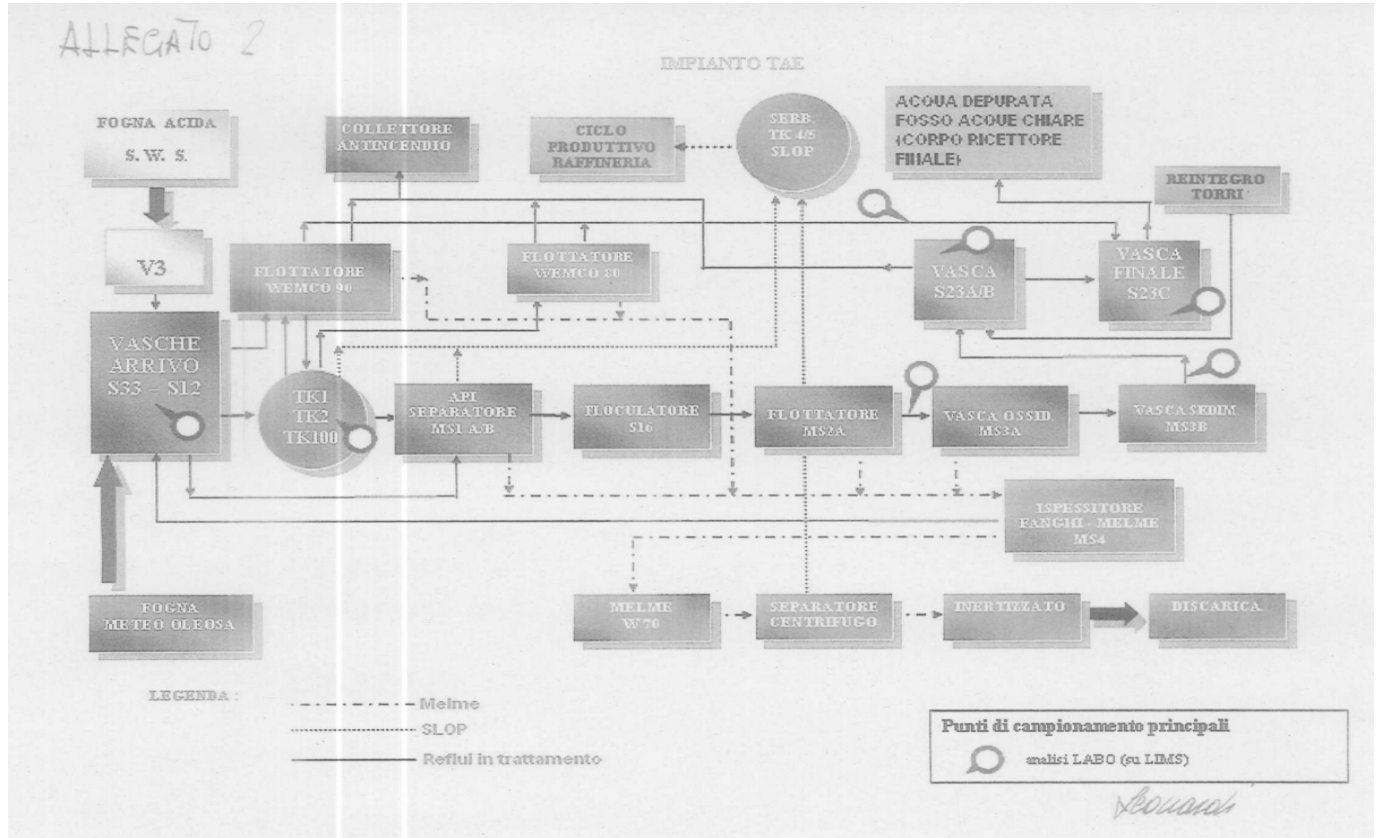 ALLEGATO 2
IMPIANTO TAE
FOGNA ACIDA
S. W. S.
COLLETTORE
ANTINCENDIO
CICLO
PRODUTTIVO
RAFFINERIA
SERB.
TK 4/5
SLOP
ACQUA DEPURATA
FOSSO ACQUE CHIARE
(CORPO RICETTORE
FINALE)
REINTEGRO
TORRI
V3
FLOTTATORE
WEMCO 90
FLOTTATORE
WEMCO 80
VASCA
S23A/B
VASCA
FINALE
S23C
VASCHE
ARRIVO
S33 – S12
TK1
TK2
TK100
API
SEPARATORE
MS1 A/B
FLOCULATORE
S16
FLOTTATORE
MS2A
VASCA OSSID.
MS3A
VASCA SEDIM.
MS3B
ISPESSITORE
FANGHI - MELME
MS4
FOGNA
METEO OLEOSA
MELME
W70
SEPARATORE
CENTRIFUGO
INERTIZZATO
DISCARICA
LEGENDA :
Melme
SLOP
Reflui in trattamento
Punti di campionamento principali
analisi LABO (su LIMS)